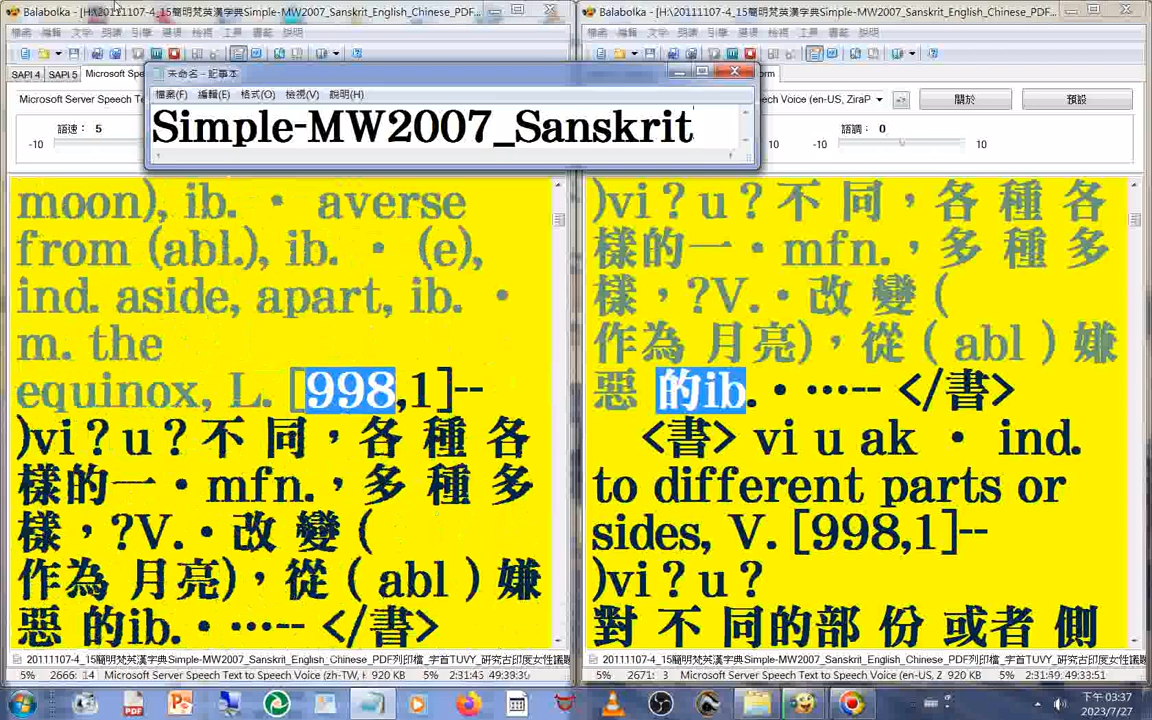 Balabolka - [H:\20111107-4_15簡明梵英漢字典Simple-MW2007_Sanskrit_English_Chinese_PDF...
Balabolka - [H:\20111107-4_15簡明梵英漢字典Simple-MW2007_Sanskrit_English_Chinese_PDF...
SAPI 4 SAPI 5 Microsoft Spee
未命名 - 記事本
檔案(F) 編輯(E) 格式(O) 檢視(V) 說明(H)
Simple-MW2007_Sanskrit
Microsoft Server Speech Te
ech Voice (en-US, ZiraP
關於
預設
語速： 5
語調： 0
-10
10
-10
10
moon), ib. • averse
from (abl.), ib. • (e),
ind. aside, apart, ib. •
m. the
equinox, L. [998,1]--
)vi？u？不 同，各 種 各
樣的一•mfn.，多 種 多
樣，?V.•改 變（
作為 月亮)，從（abl）嫌
惡 的ib.•…-- </書>
)vi？u？不 同，各 種 各
樣的一•mfn.，多 種 多
樣，?V.•改 變（
作為 月亮)，從（abl）嫌
惡 的ib.•…-- </書>
<書> vi u ak • ind.
to different parts or
sides, V. [998,1]--
)vi？u？
對 不 同的部 份 或者 側
20111107-4_15簡明梵英漢字典Simple-MW2007_Sanskrit_English_Chinese_PDF列印檔_字首TUVY_研究古印度女性議題
20111107-4_15簡明梵英漢字典Simple-MW2007_Sanskrit_English_Chinese_PDF列印檔_字首TUVY_研究古印度女性議題
5% 2666: 14 Microsoft Server Speech Text to Speech Voice (zh-TW, H 920 KB 5% 2:31:45 49:39:30
5% 2671: 3 Microsoft Server Speech Text to Speech Voice (en-US, Z 920 KB 5% 2:31:45 49:33:51
下午 03:37
2023/7/27